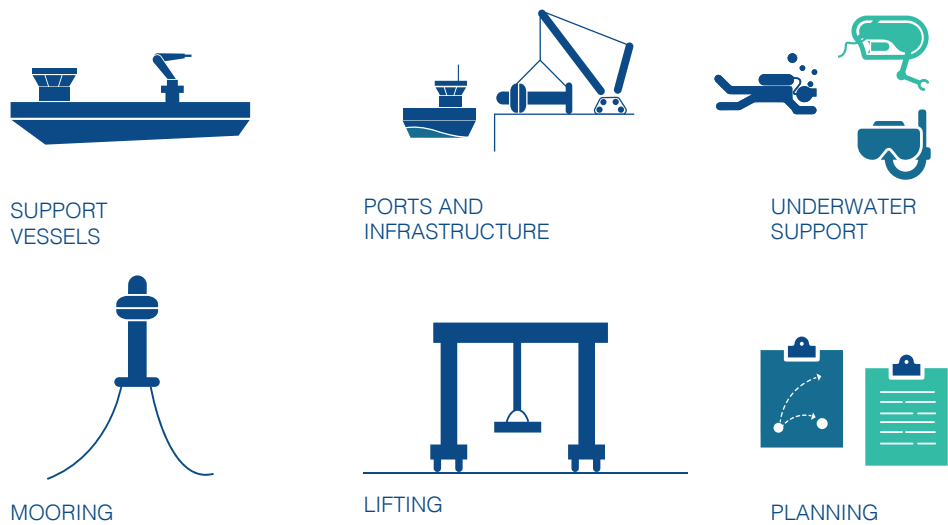 SUPPORT
VESSELS
PORTS AND
INFRASTRUCTURE
UNDERWATER
SUPPORT
MOORING
LIFTING
PLANNING